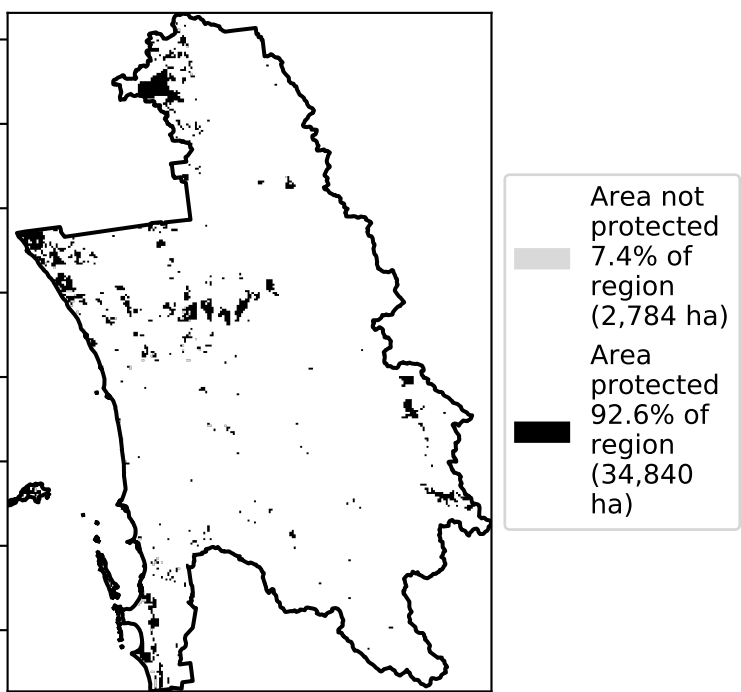 Area not
protected
7.4% of
region
(2,784 ha)
Area
protected
92.6% of
region
(34,840
ha)